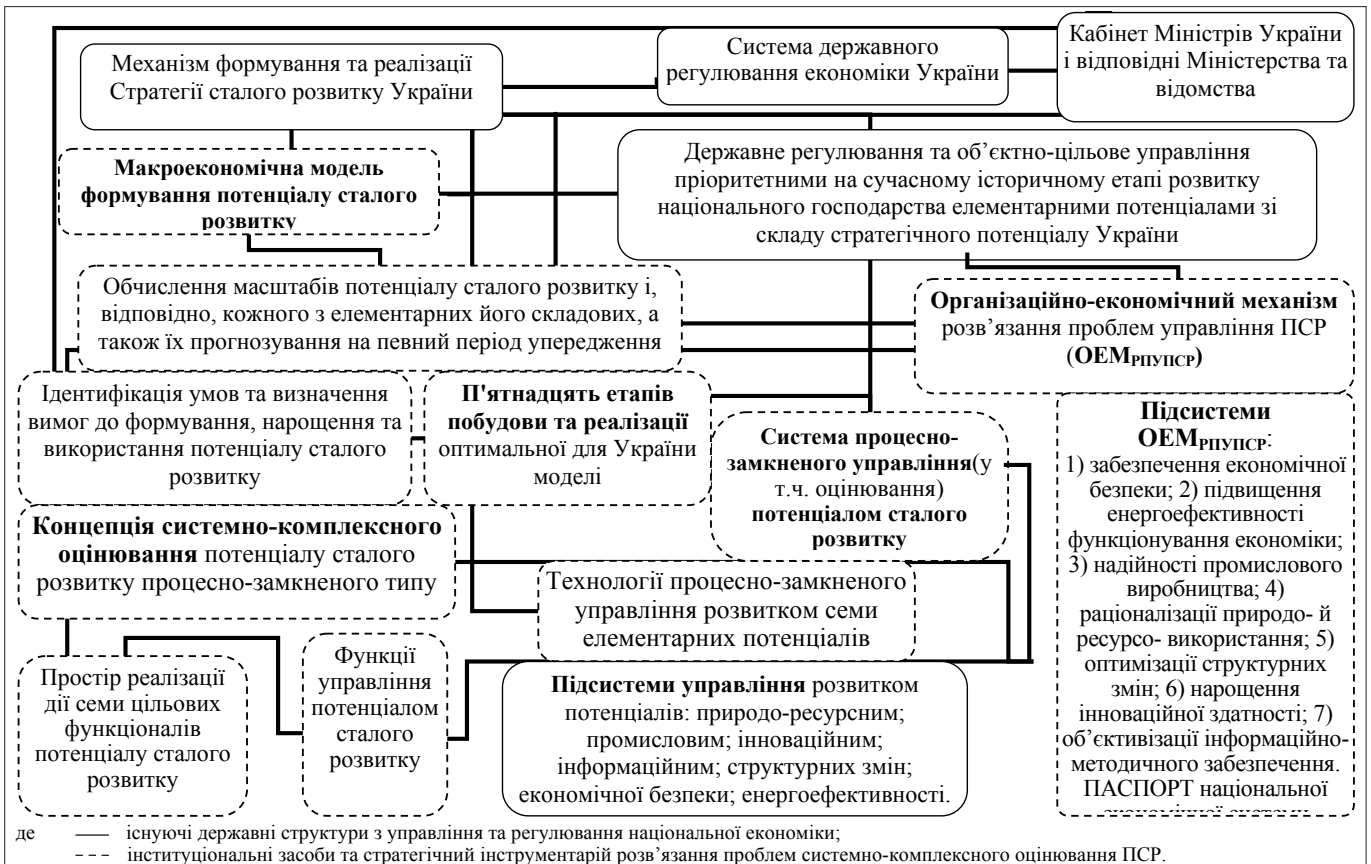 Механізм формування та реалізації
Стратегії сталого розвитку України
Система державного
регулювання економіки України
Кабінет Міністрів України
і відповідні Міністерства та
відомства
Макроекономічна модель
формування потенціалу сталого
розвитку
Державне регулювання та об’єктно-цільове управління
пріоритетними на сучасному історичному етапі розвитку
національного господарства елементарними потенціалами зі
складу стратегічного потенціалу України
Обчислення масштабів потенціалу сталого розвитку і,
відповідно, кожного з елементарних його складових, а
також їх прогнозування на певний період упередження
Організаційно-економічний механізм
розв’язання проблем управління ПСР
(ОЕМРПУПСР)
Ідентифікація умов та визначення
вимог до формування, нарощення та
використання потенціалу сталого
розвитку
П'ятнадцять етапів
побудови та реалізації
оптимальної для України
моделі
Система процесно-
замкненого управління(у
т.ч. оцінювання)
потенціалом сталого
розвитку
Підсистеми
ОЕМРПУПСР:
1) забезпечення економічної
безпеки; 2) підвищення
енергоефективності
функціонування економіки;
3) надійності промислового
виробництва; 4)
раціоналізації природо- й
ресурсо- використання; 5)
оптимізації структурних
змін; 6) нарощення
інноваційної здатності; 7)
об’єктивізації інформаційно-
методичного забезпечення.
ПАСПОРТ національної
економічної системи
Концепція системно-комплексного
оцінювання потенціалу сталого
розвитку процесно-замкненого типу
Технології процесно-замкненого
управління розвитком семи
елементарних потенціалів
Простір реалізації
дії семи цільових
функціоналів
потенціалу сталого
розвитку
Функції
управління
потенціалом
сталого
розвитку
Підсистеми управління розвитком
потенціалів: природо-ресурсним;
промисловим; інноваційним;
інформаційним; структурних змін;
економічної безпеки; енергоефективності.
де — існуючі державні структури з управління та регулювання національної економіки;
--- інституціональні засоби та стратегічний інструментарій розв’язання проблем системно-комплексного оцінювання ПСР.